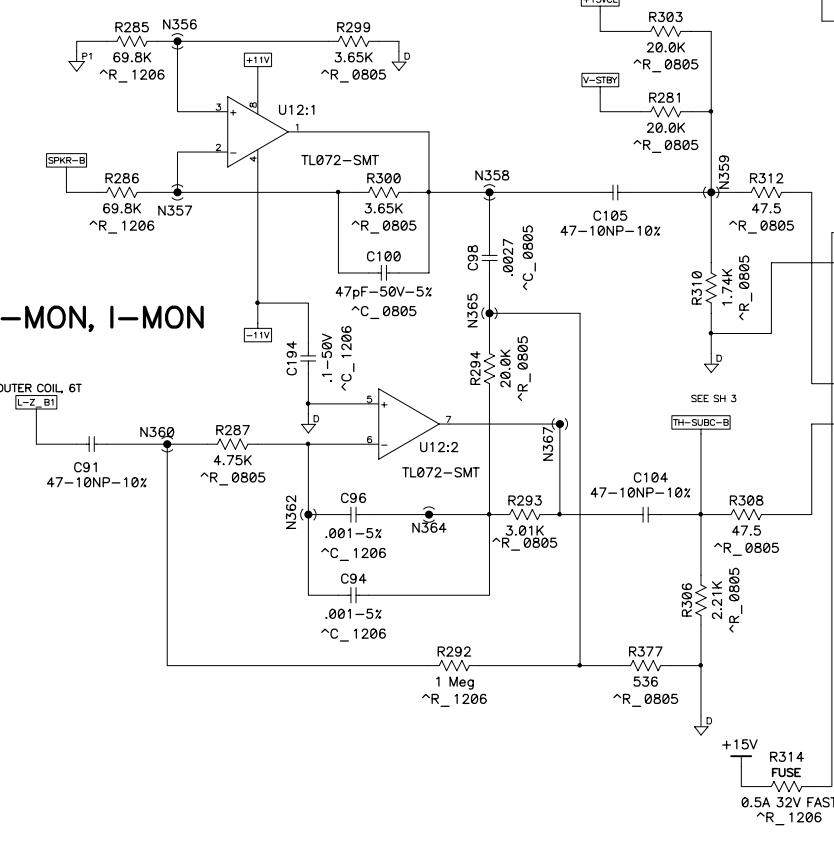 R285
N356
69.8K
^R_1206
P1
R299
3.65K
^R_0805
D
+11V
3
+
8
U12:1
1
2
−
4
TL072-SMT
SPKR-B
R286
69.8K
^R_1206
N357
R300
3.65K
^R_0805
C100
47pF-50V-5%
^C_0805
N358
R303
20.0K
^R_0805
V-STBY
R281
20.0K
^R_0805
N359
R312
47.5
^R_0805
C105
47-10NP-10%
C98
.0027
^C_0805
R310
1.74K
^R_0805
D
-MON, I-MON
-11V
C194
.1-50V
^C_1206
D
N365
R294
20.0K
^R_0805
OUTER COIL, 6T
L-Z_B1
C91
47-10NP-10%
N360
R287
4.75K
^R_0805
5
+
6
−
7
U12:2
TL072-SMT
N367
SEE SH 3
TH-SUBC-B
N362
C96
.001-5%
^C_1206
N364
R293
3.01K
^R_0805
C104
47-10NP-10%
R308
47.5
^R_0805
C94
.001-5%
^C_1206
R306
2.21K
^R_0805
R292
1 Meg
^R_1206
R377
536
^R_0805
D
+15V
R314
FUSE
0.5A 32V FAST
^R_1206